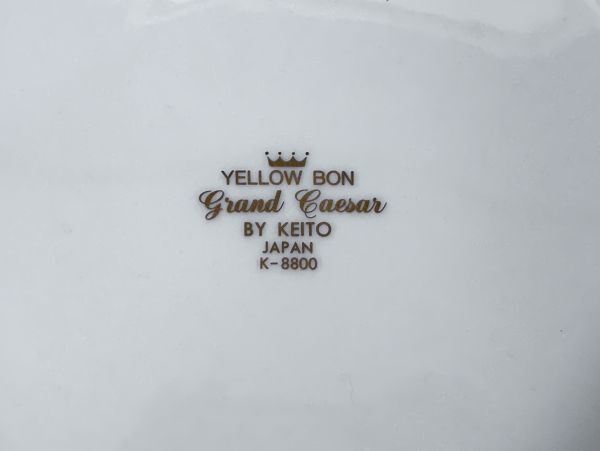 YELLOW BON
Grand Caesar
BY KEITO
JAPAN
K-8800